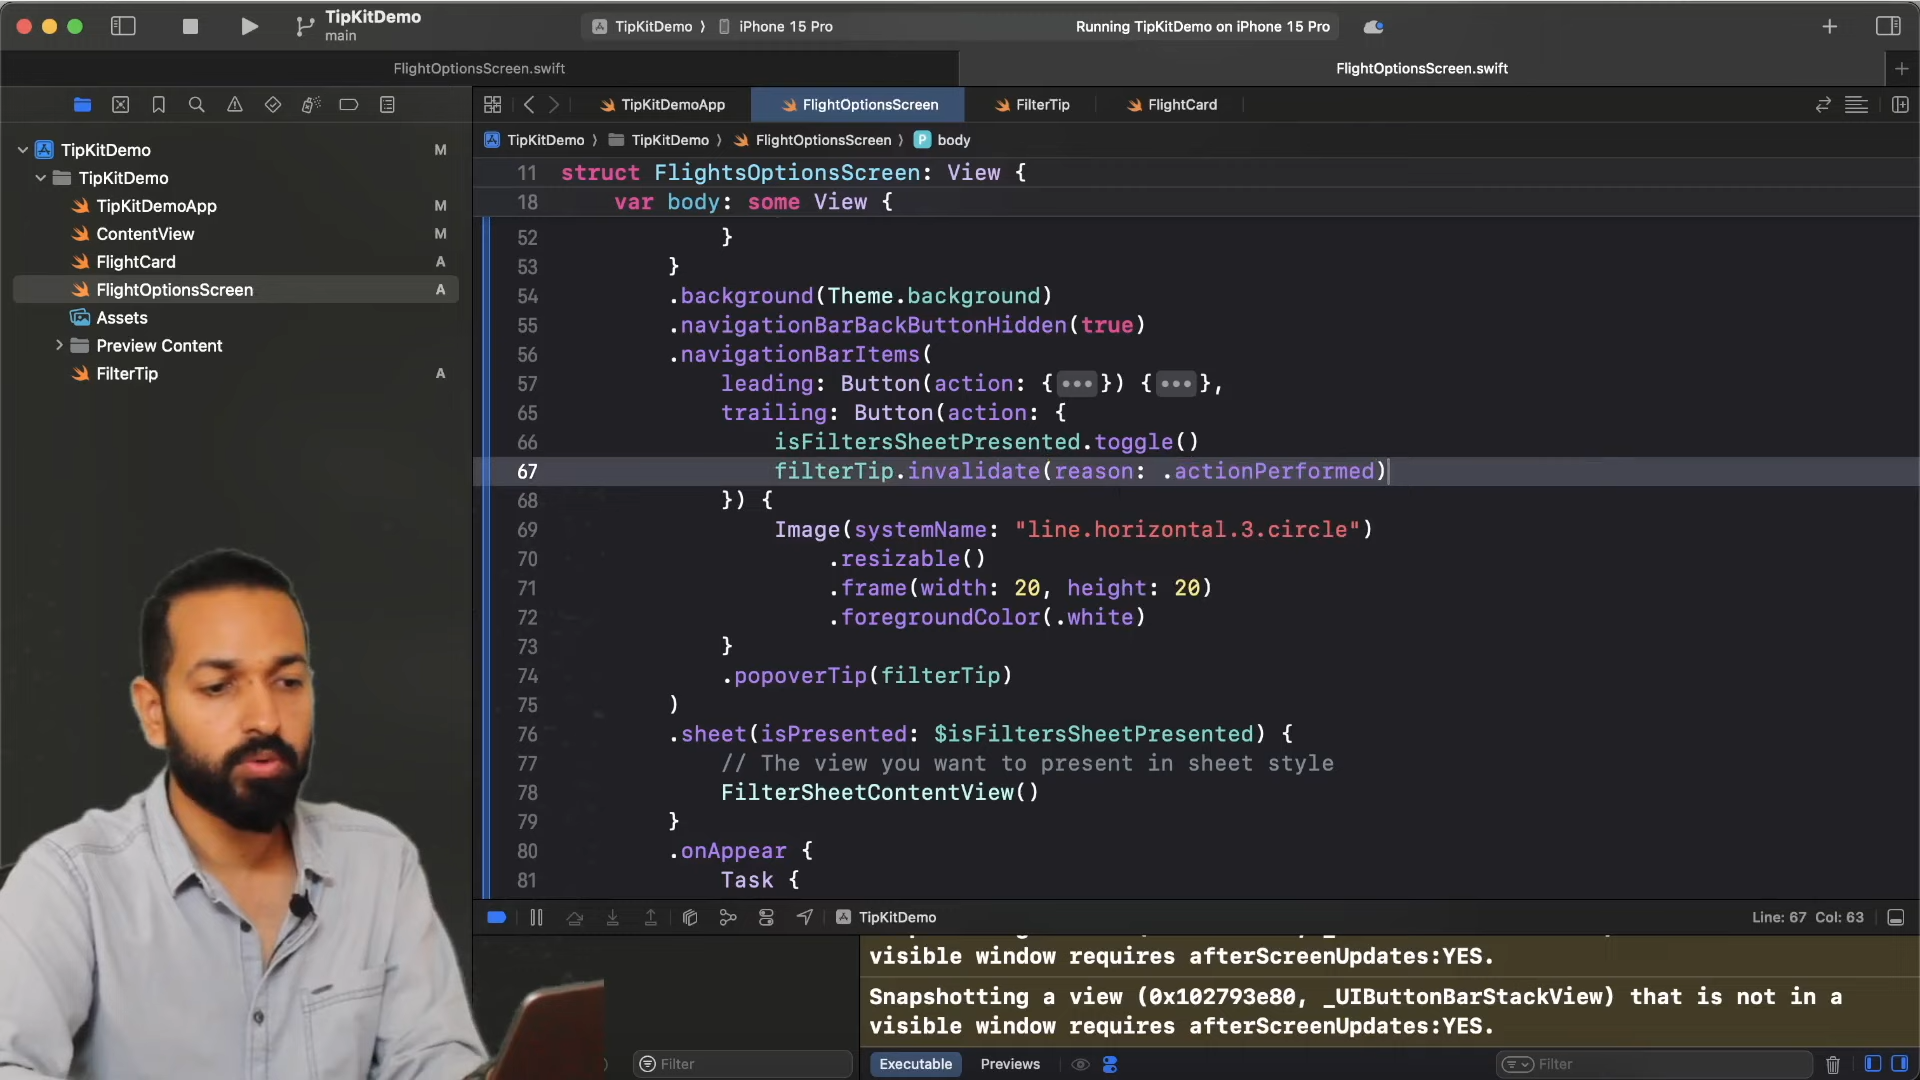 TipKitDemo
main
TipKitDemo 〉 iPhone 15 Pro
Running TipKitDemo on iPhone 15 Pro
FlightOptionsScreen.swift
FlightOptionsScreen.swift
TipKitDemoApp
FlightOptionsScreen
FilterTip
FlightCard
TipKitDemo 〉 TipKitDemo 〉 FlightOptionsScreen 〉 P body
TipKitDemo M
TipKitDemo
TipKitDemoApp M
ContentView M
FlightCard A
FlightOptionsScreen A
Assets
Preview Content
FilterTip A
11 struct FlightsOptionsScreen: View {
18 var body: some View {
52 }
53 }
54 .background(Theme.background)
55 .navigationBarBackButtonHidden(true)
56 .navigationBarItems(
57 leading: Button(action: {•••}) {•••},
65 trailing: Button(action: {
66 isFiltersSheetPresented.toggle()
67 filterTip.invalidate(reason: .actionPerformed)
68 }) {
69 Image(systemName: "line.horizontal.3.circle")
70 .resizable()
71 .frame(width: 20, height: 20)
72 .foregroundColor(.white)
73 }
74 .popoverTip(filterTip)
75 )
76 .sheet(isPresented: $isFiltersSheetPresented) {
77 // The view you want to present in sheet style
78 FilterSheetContentView()
79 }
80 .onAppear {
81 Task {
TipKitDemo
Line: 67 Col: 63
visible window requires afterScreenUpdates:YES.
Snapshotting a view (0x102793e80, _UIButtonBarStackView) that is not in a
visible window requires afterScreenUpdates:YES.
Filter
Executable
Previews
Filter